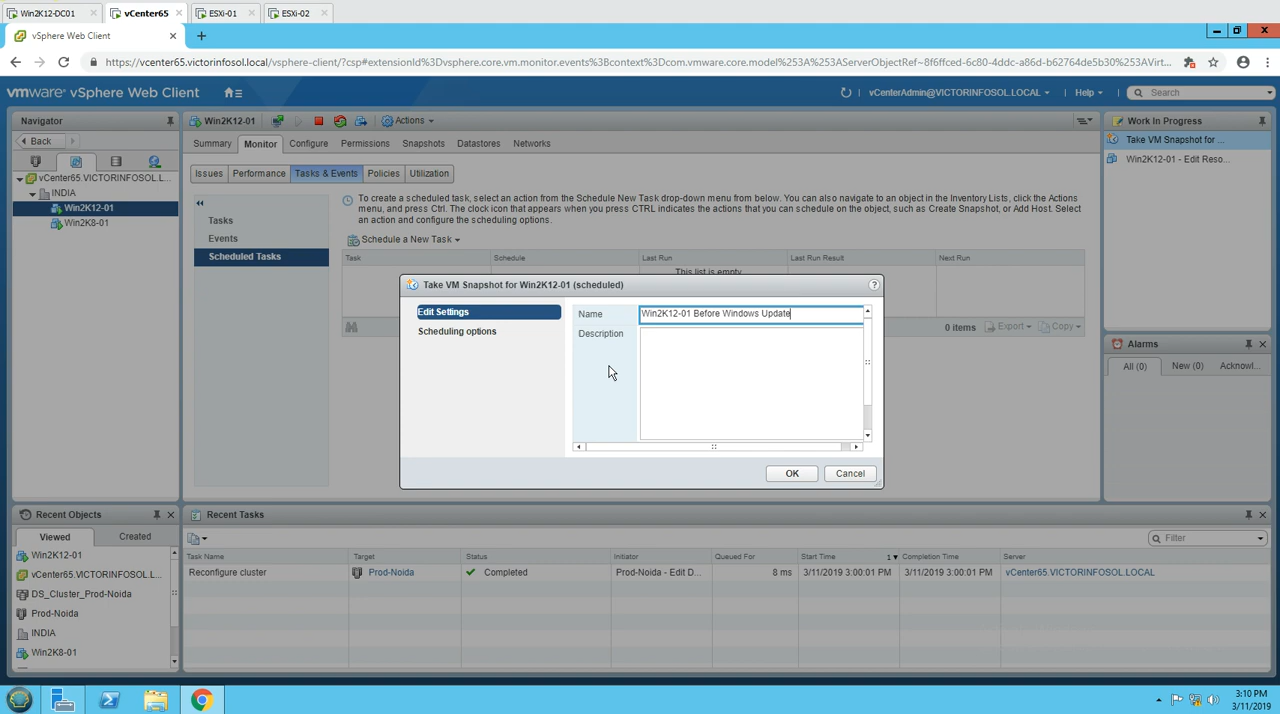 Win2K12-DC01
vCenter65
ESXi-01
ESXi-02
vSphere Web Client
https://vcenter65.victorinfosol.local/vsphere-client/?csp#extensionId%3Dvsphere.core.vm.monitor.events%3Bcontext%3Dcom.vmware.core.model%253A%253AServerObjectRef~8f6ffced-6c80-4ddc-a86d-b62764de5b30%253A%253AVirt...
vmware® vSphere Web Client
vCenterAdmin@VICTORINFOSOL.LOCAL
Help
Search
Navigator
Back
vCenter65.VICTORINFOSOL.L...
INDIA
Win2K12-01
Win2K8-01
Win2K12-01
Actions
Summary Monitor Configure Permissions Snapshots Datastores Networks
Issues Performance Tasks & Events Policies Utilization
Tasks
Events
Scheduled Tasks
To create a scheduled task, select an action from the Schedule New Task drop-down menu from below. You can also navigate to an object in the Inventory Lists, click the Actions
menu, and press Ctrl. The clock icon that appears when you press CTRL indicates the actions that you can schedule on the object, such as Create Snapshot, or Add Host. Select
an action and configure the scheduling options.
Schedule a New Task
Task Schedule Last Run Last Run Result Next Run
This list is empty
0 items Export Copy
Take VM Snapshot for Win2K12-01 (scheduled)
?
Edit Settings
Scheduling options
Name
Win2K12-01 Before Windows Update
Description
OK Cancel
Work In Progress
Take VM Snapshot for ...
Win2K12-01 - Edit Reso...
Alarms
All (0) New (0) Acknowl...
Recent Objects
Viewed Created
Win2K12-01
vCenter65.VICTORINFOSOL.L...
DS_Cluster_Prod-Noida
Prod-Noida
INDIA
Win2K8-01
Recent Tasks
Filter
Task Name Target Status Initiator Queued For Start Time 1 Completion Time Server
Reconfigure cluster Prod-Noida Completed Prod-Noida - Edit D... 8 ms 3/11/2019 3:00:01 PM 3/11/2019 3:00:01 PM vCenter65.VICTORINFOSOL.LOCAL
3:10 PM
3/11/2019